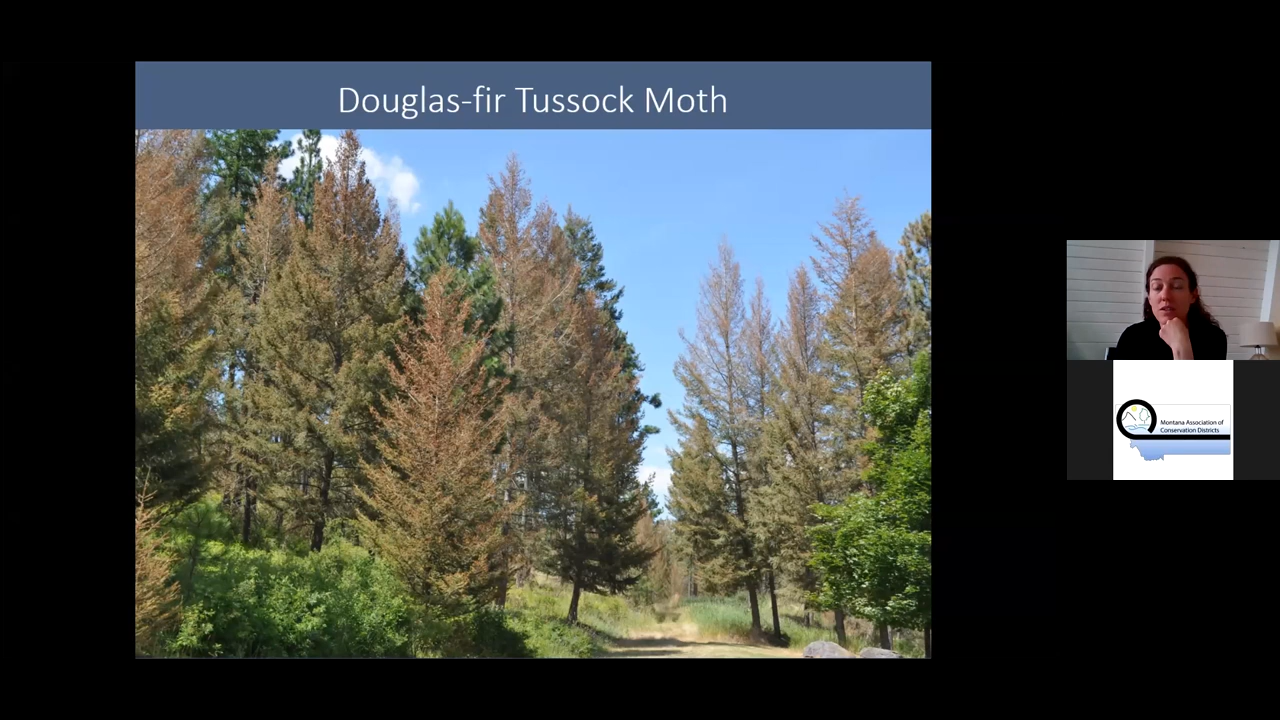 Douglas-fir Tussock Moth
Montana Association of
Conservation Districts